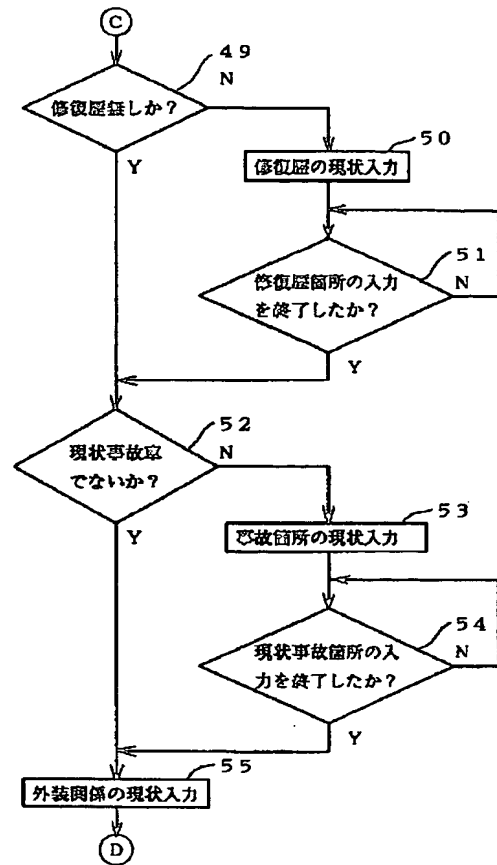 C
49
修復歴無しか？
N
Y
50
修復歴の現状入力
51
修復歴箇所の入力
を終了したか？
N
Y
52
現状事故車
でないか？
N
Y
53
事故箇所の現状入力
54
現状事故箇所の入
力を終了したか？
N
Y
55
外装関係の現状入力
D